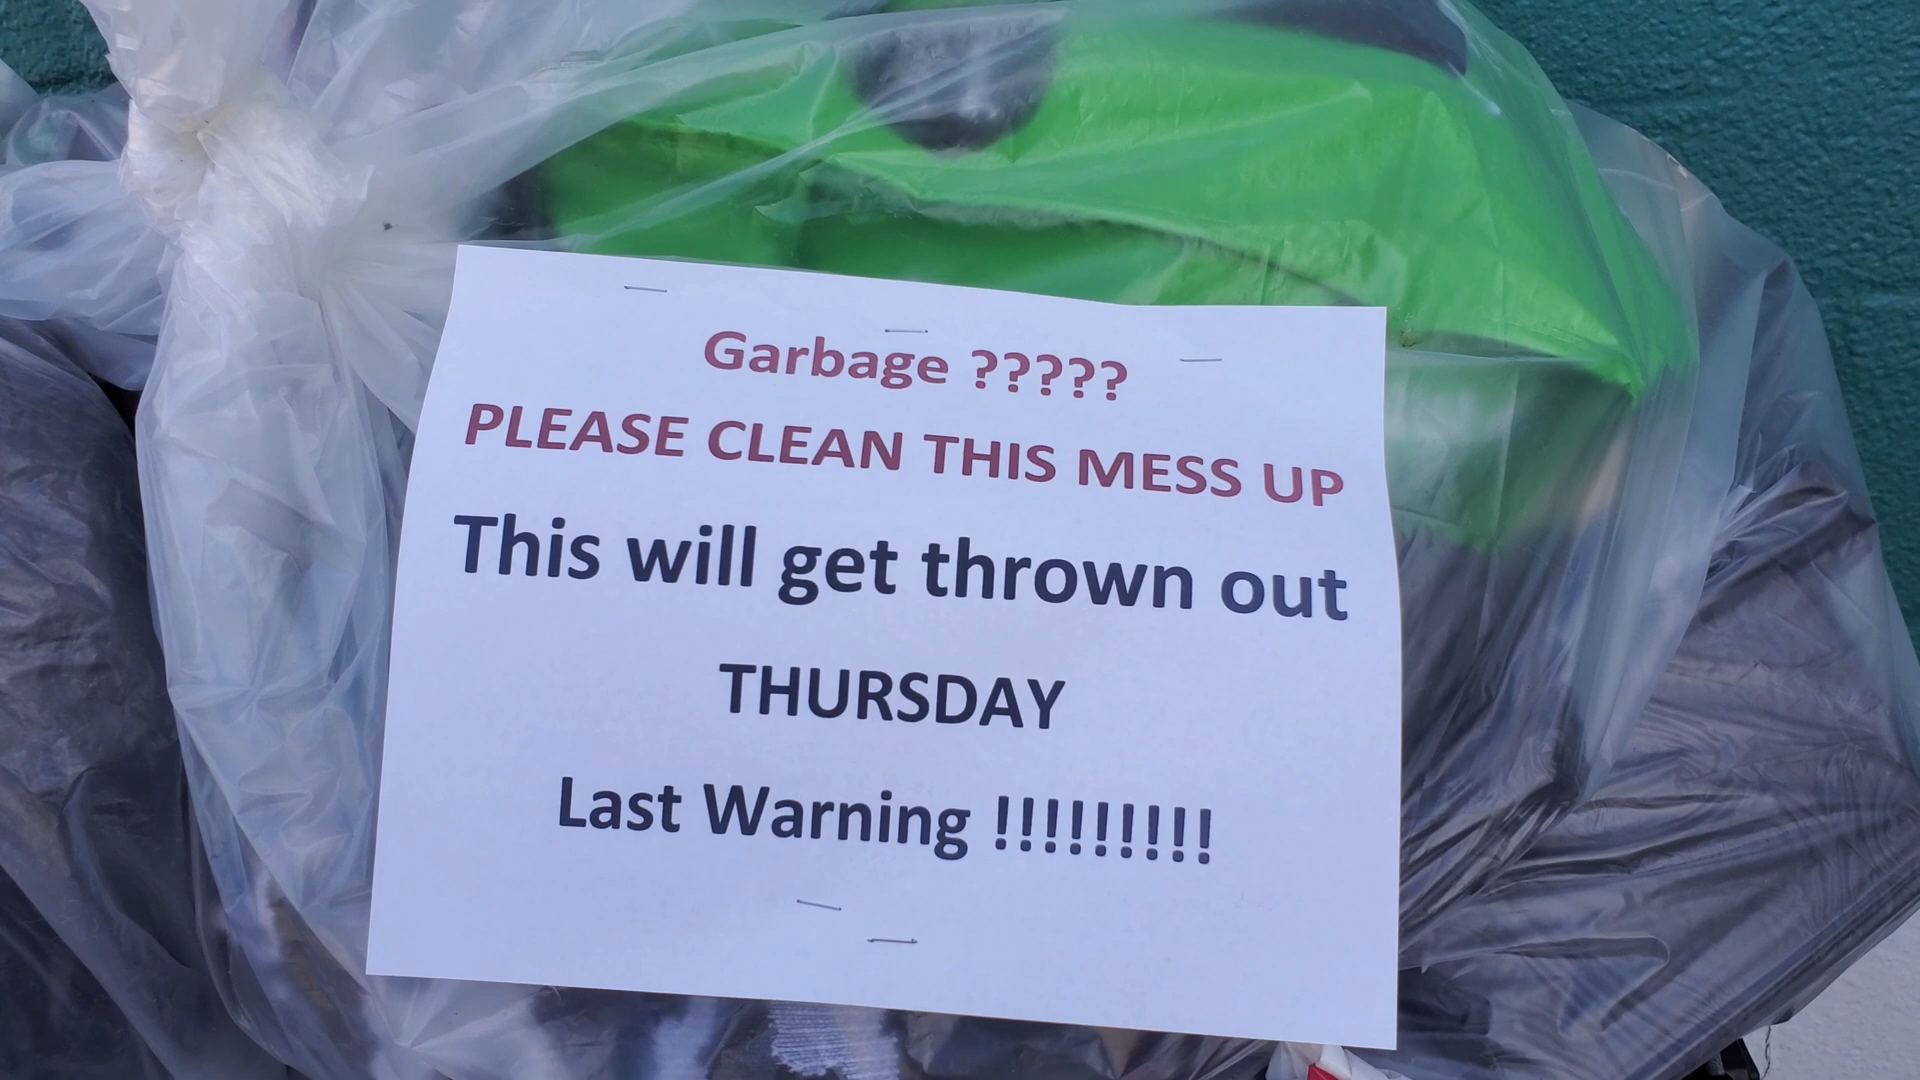 Garbage ?????
PLEASE CLEAN THIS MESS UP
This will get thrown out
THURSDAY
Last Warning !!!!!!!!!